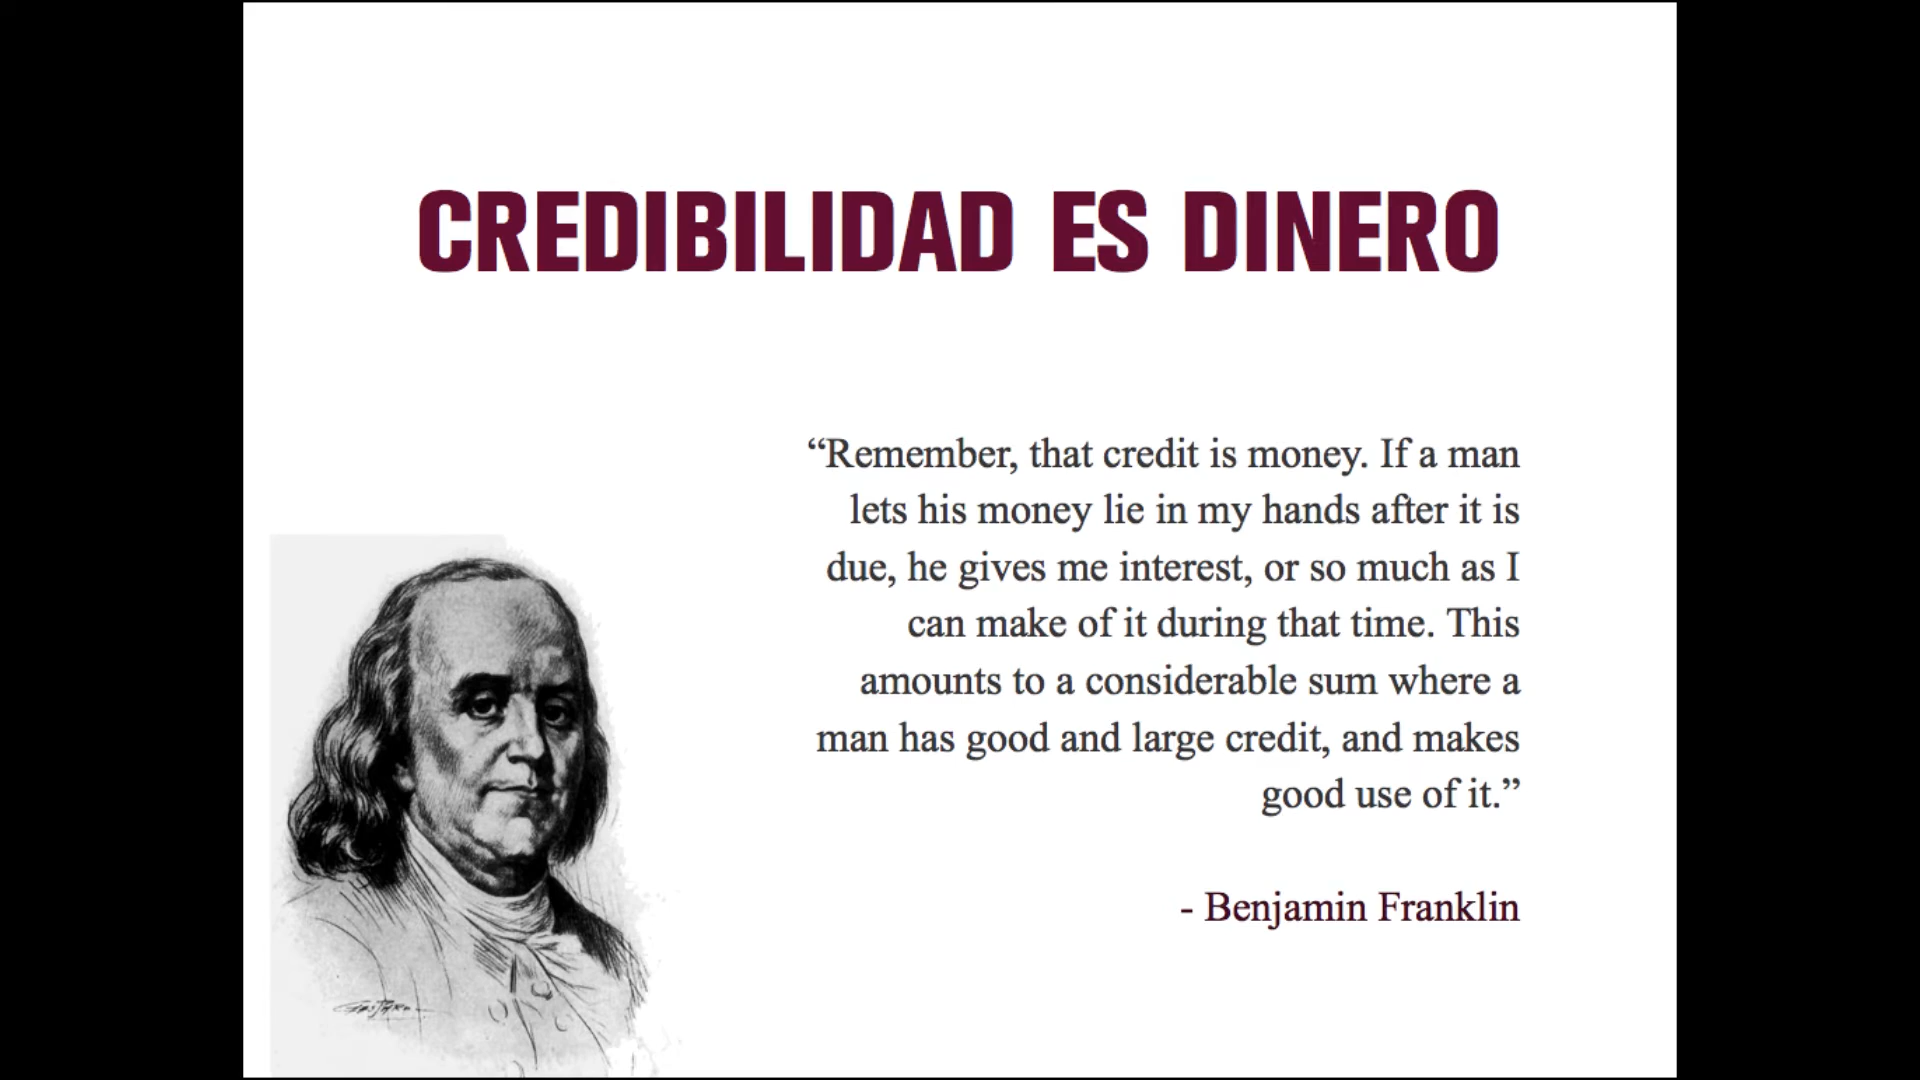 CREDIBILIDAD ES DINERO
“Remember, that credit is money. If a man
lets his money lie in my hands after it is
due, he gives me interest, or so much as I
can make of it during that time. This
amounts to a considerable sum where a
man has good and large credit, and makes
good use of it.”
- Benjamin Franklin